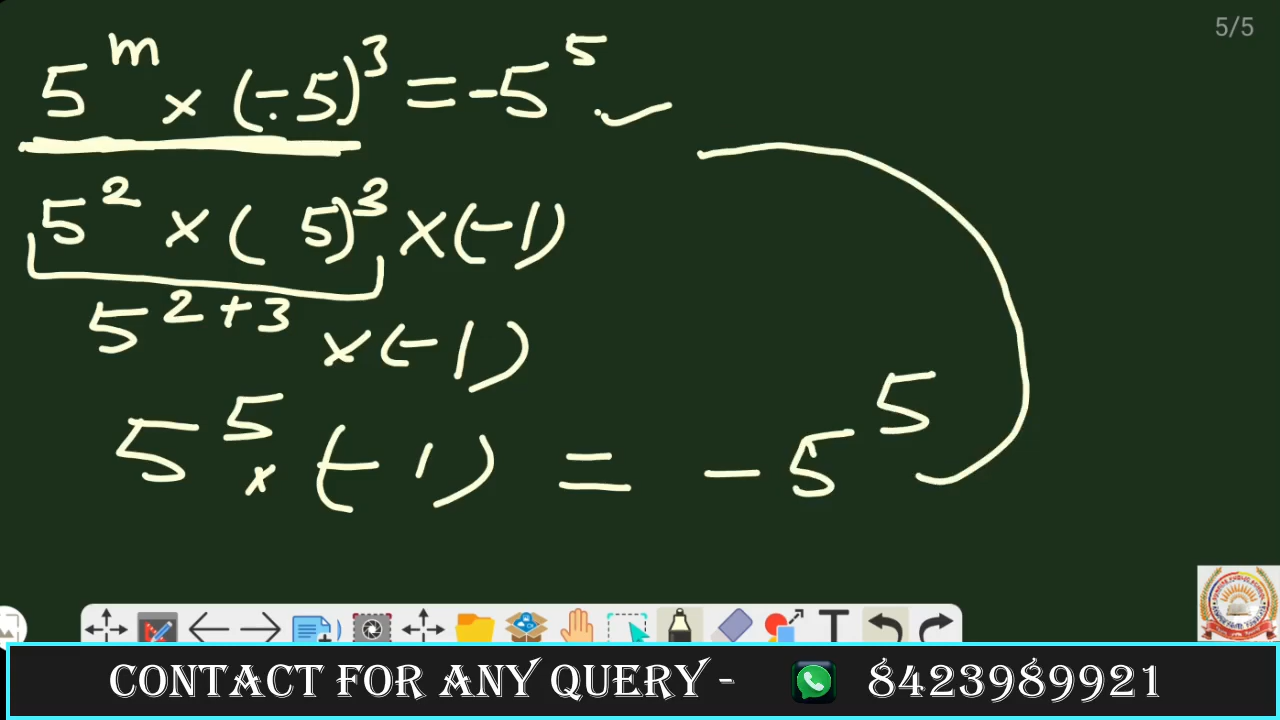 5/5
5^m × (-5)^3 = -5^5
5^2 × ( 5)^3 × (-1)
5^2+3 × (-1)
5^5 × (-1) = -5^5
CONTACT FOR ANY QUERY - 8423989921